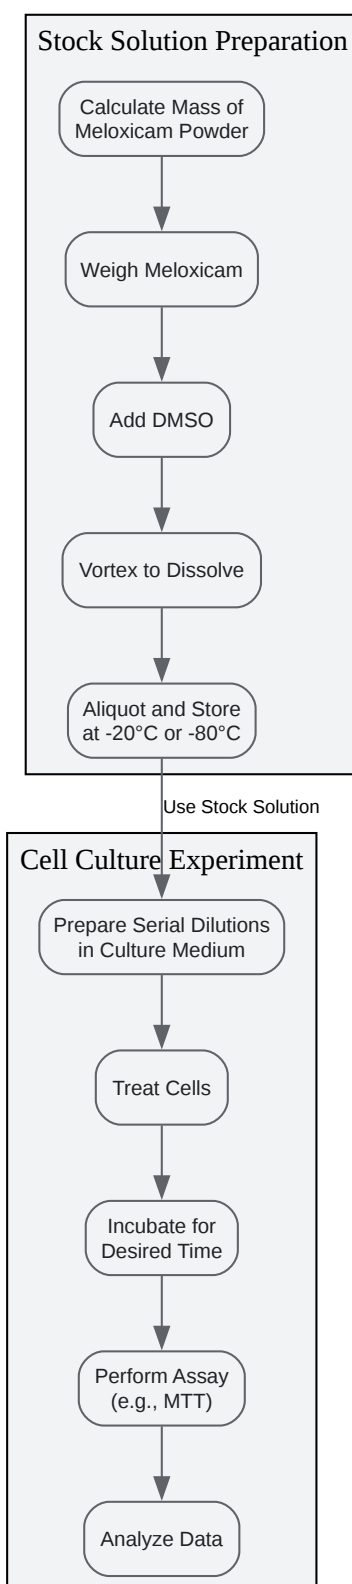 Stock Solution Preparation
Calculate Mass of
Meloxicam Powder
Weigh Meloxicam
Add DMSO
Vortex to Dissolve
Aliquot and Store
at -20°C or -80°C
Use Stock Solution
Cell Culture Experiment
Prepare Serial Dilutions
in Culture Medium
Treat Cells
Incubate for
Desired Time
Perform Assay
(e.g., MTT)
Analyze Data